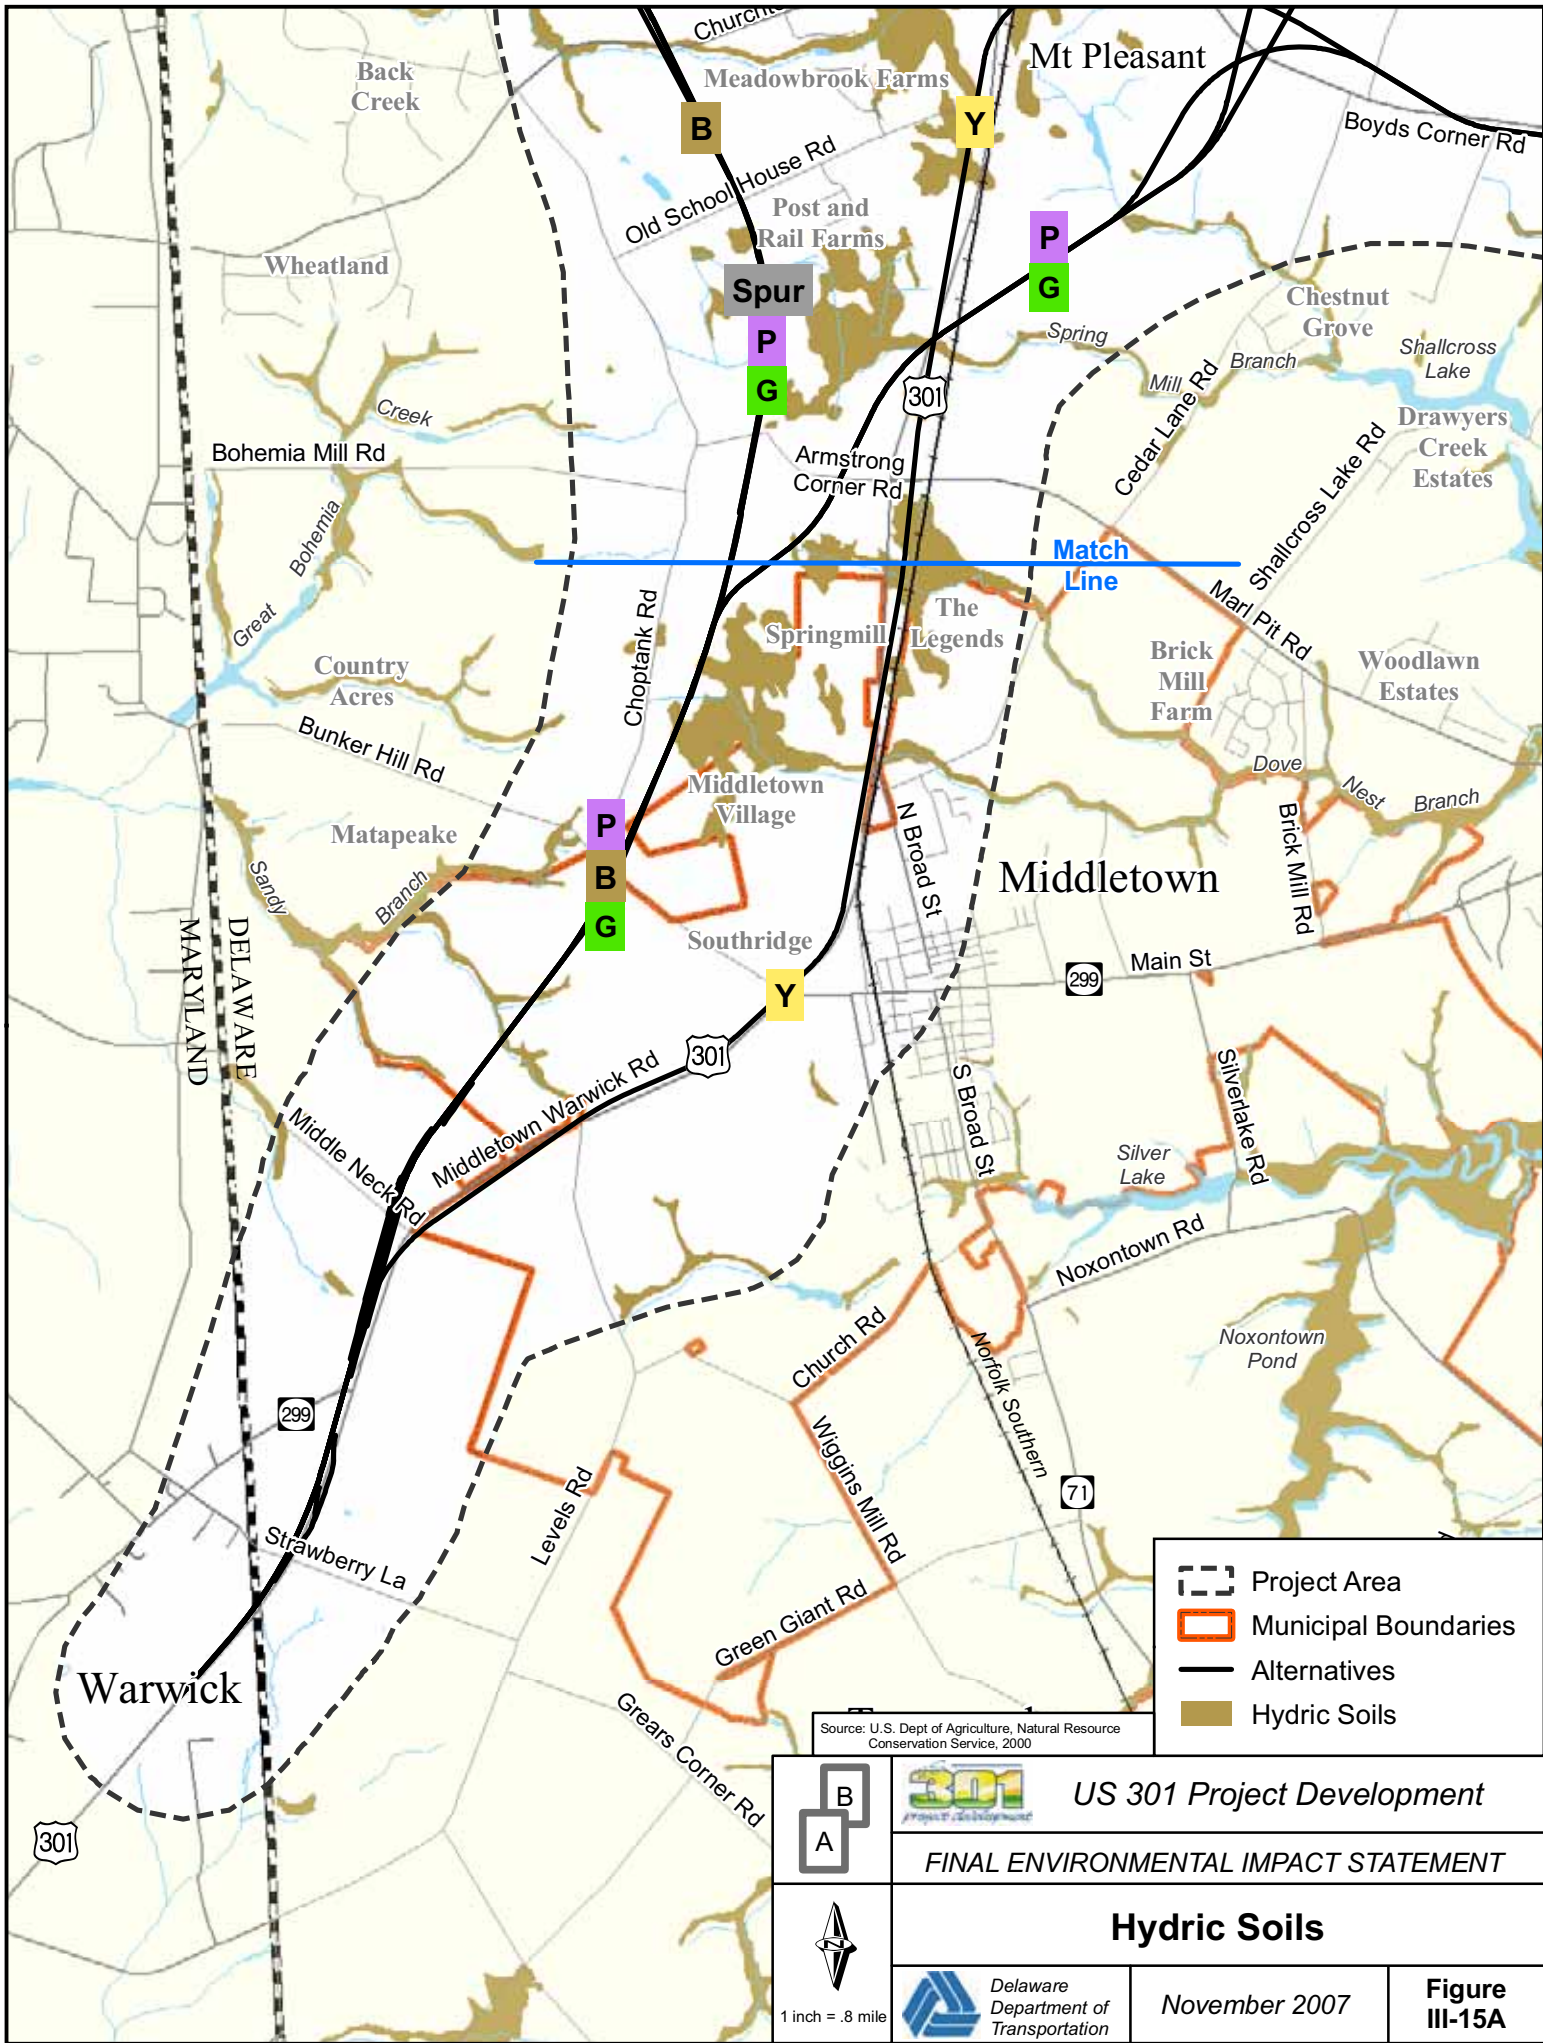 Churcht
Mt Pleasant
Back
Creek
Meadowbrook Farms
B
Y
Boyds Corner Rd
Old School House Rd
Post and
Rail Farms
P
G
Wheatland
Spur
P
G
Chestnut
Grove
Spring
Mill
Branch
Shallcross
Lake
301
Cedar Lane Rd
Creek
Drawyers
Creek
Estates
Shallcross Lake Rd
Bohemia Mill Rd
Armstrong
Corner Rd
Great
Bohemia
Match
Line
Choptank Rd
Springmill
The
Legends
Marl Pit Rd
Country
Acres
Brick
Mill
Farm
Woodlawn
Estates
Bunker Hill Rd
Dove
Nest
Branch
Middletown
Village
Matapeake
P
B
G
N Broad St
Brick Mill Rd
Middletown
Sandy
Branch
MARYLAND
DELAWARE
Southridge
Main St
299
Y
301
Middletown Warwick Rd
S Broad St
Silverlake Rd
Middle Neck Rd
Silver
Lake
Noxontown Rd
Church Rd
Norfolk Southern
Noxontown
Pond
299
Wiggins Mill Rd
71
Levels Rd
Strawberry La
Green Giant Rd
Warwick
Grears Corner Rd
301
Project Area
Municipal Boundaries
Alternatives
Hydric Soils
Source: U.S. Dept of Agriculture, Natural Resource
Conservation Service, 2000
B
A
301
project development
US 301 Project Development
FINAL ENVIRONMENTAL IMPACT STATEMENT
N
1 inch = .8 mile
Hydric Soils
Delaware
Department of
Transportation
November 2007
Figure
III-15A